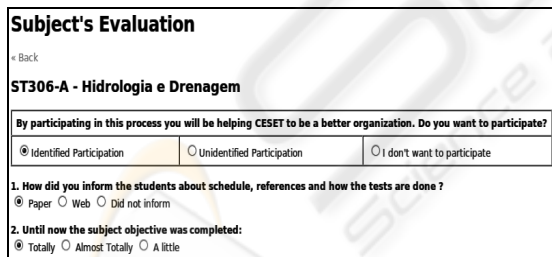 Subject's Evaluation
« Back
ST306-A - Hidrologia e Drenagem
By participating in this process you will be helping CESET to be a better organization. Do you want to participate?
Identified Participation Unidentified Participation I don't want to participate
1. How did you inform the students about schedule, references and how the tests are done ?
Paper Web Did not inform
2. Until now the subject objective was completed:
Totally Almost Totally A little